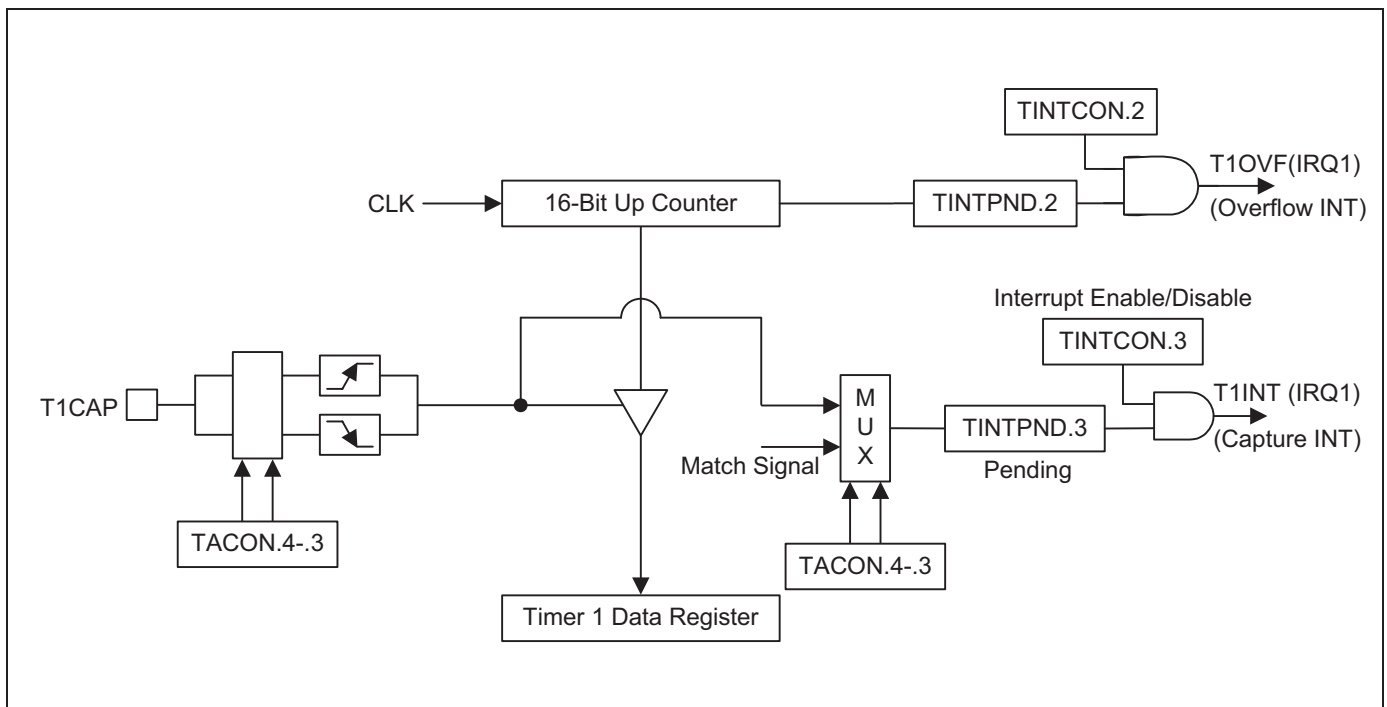 TINTCON.2
T1OVF(IRQ1)
CLK
16-Bit Up Counter
TINTPND.2
(Overflow INT)
Interrupt Enable/Disable
TINTCON.3
T1CAP
M
U
X
T1INT (IRQ1)
TINTPND.3
(Capture INT)
Match Signal
Pending
TACON.4-.3
TACON.4-.3
Timer 1 Data Register